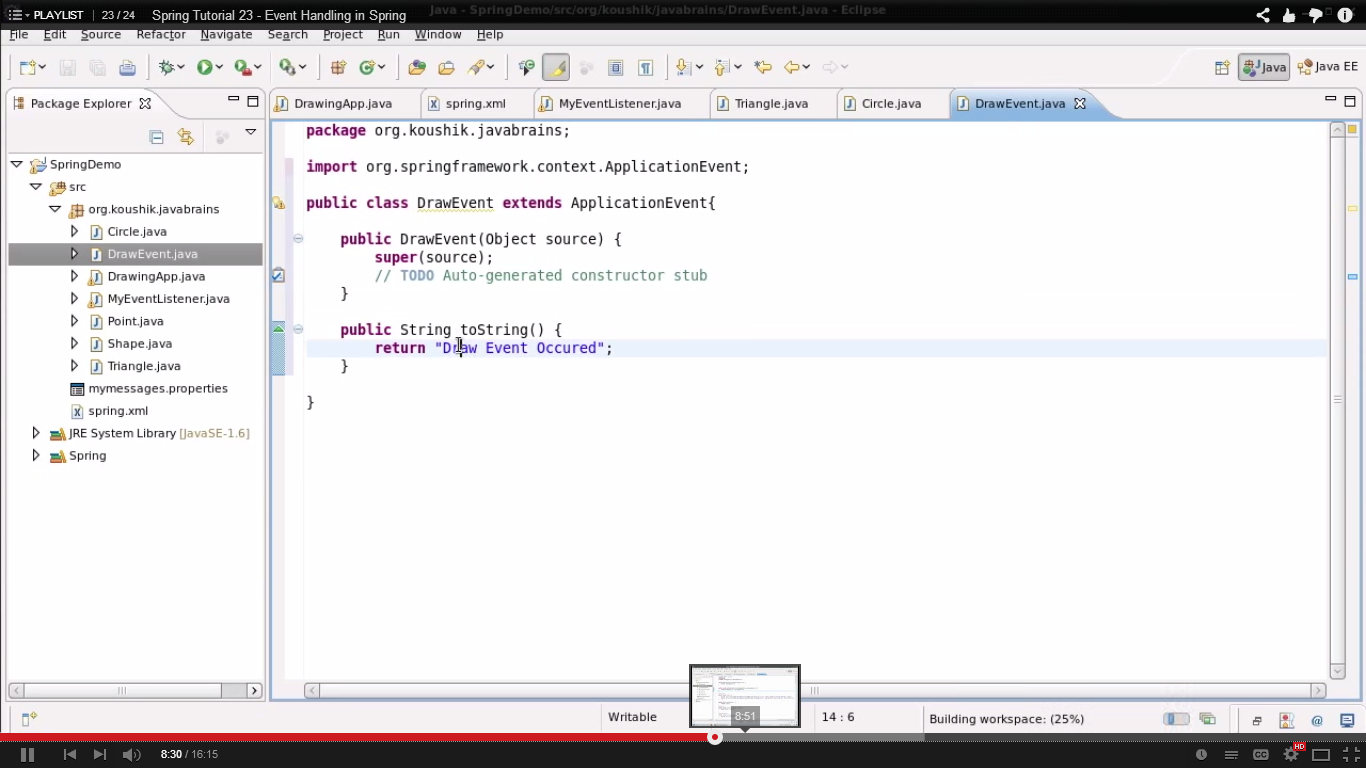 Java - SpringDemo/src/org/koushik/javabrains/DrawEvent.java - Eclipse
PLAYLIST 23 / 24 Spring Tutorial 23 - Event Handling in Spring
File Edit Source Refactor Navigate Search Project Run Window Help
Java Java EE
Package Explorer
DrawingApp.java spring.xml MyEventListener.java Triangle.java Circle.java DrawEvent.java
SpringDemo
src
org.koushik.javabrains
Circle.java
DrawEvent.java
DrawingApp.java
MyEventListener.java
Point.java
Shape.java
Triangle.java
mymessages.properties
spring.xml
JRE System Library [JavaSE-1.6]
Spring
package org.koushik.javabrains;
import org.springframework.context.ApplicationEvent;
public class DrawEvent extends ApplicationEvent{
public DrawEvent(Object source) {
super(source);
// TODO Auto-generated constructor stub
}
public String toString() {
return "Draw Event Occured";
}
}
8:51
Writable 14 : 6 Building workspace: (25%)
8:30 / 16:15 CC HD